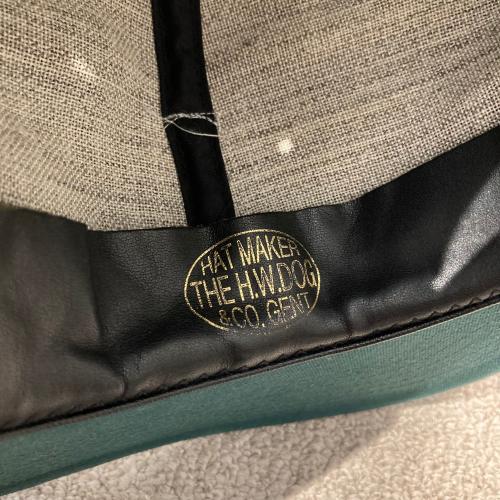 HAT MAKER
THE H.W.DOG
&CO. GENT